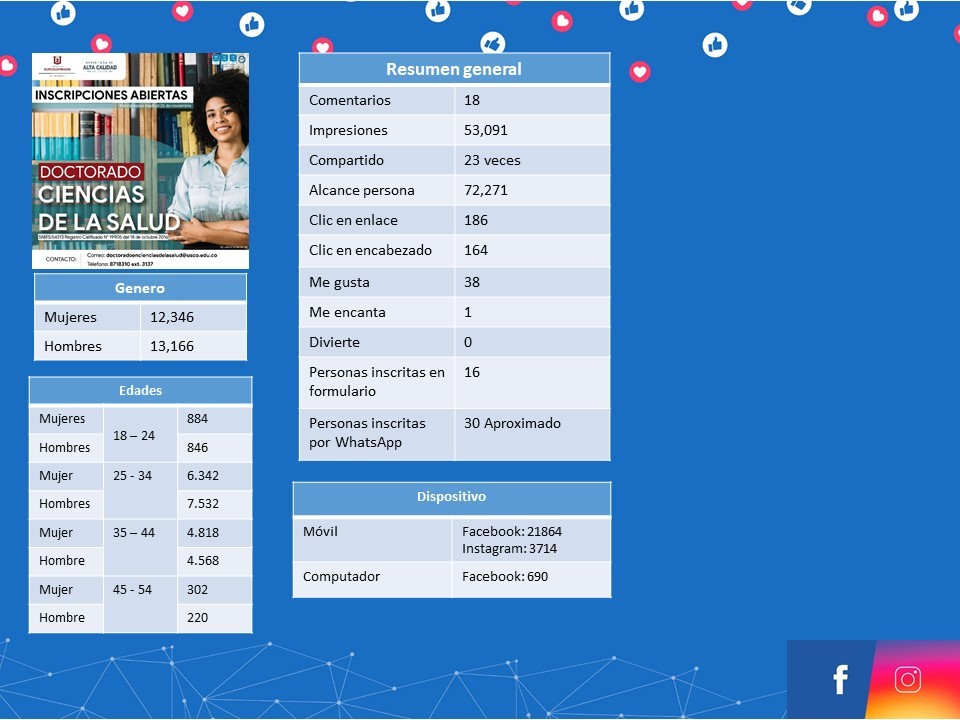 ALTA CALIDAD
INSCRIPCIONES ABIERTAS
DOCTORADO
CIENCIAS
DE LA SALUD
CONTACTO:
Correo: doctoradoencienciasdelasalud@usco.edu.co
Teléfono: 8718310 ext. 3137
Genero
Mujeres 12,346
Hombres 13,166
Edades
Mujeres 18 – 24 884
Hombres 846
Mujer 25 - 34 6.342
Hombres 7.532
Mujer 35 – 44 4.818
Hombre 4.568
Mujer 45 - 54 302
Hombre 220
Resumen general
Comentarios 18
Impresiones 53,091
Compartido 23 veces
Alcance persona 72,271
Clic en enlace 186
Clic en encabezado 164
Me gusta 38
Me encanta 1
Divierte 0
Personas inscritas en 16
formulario
Personas inscritas 30 Aproximado
por WhatsApp
Dispositivo
Móvil Facebook: 21864
Instagram: 3714
Computador Facebook: 690